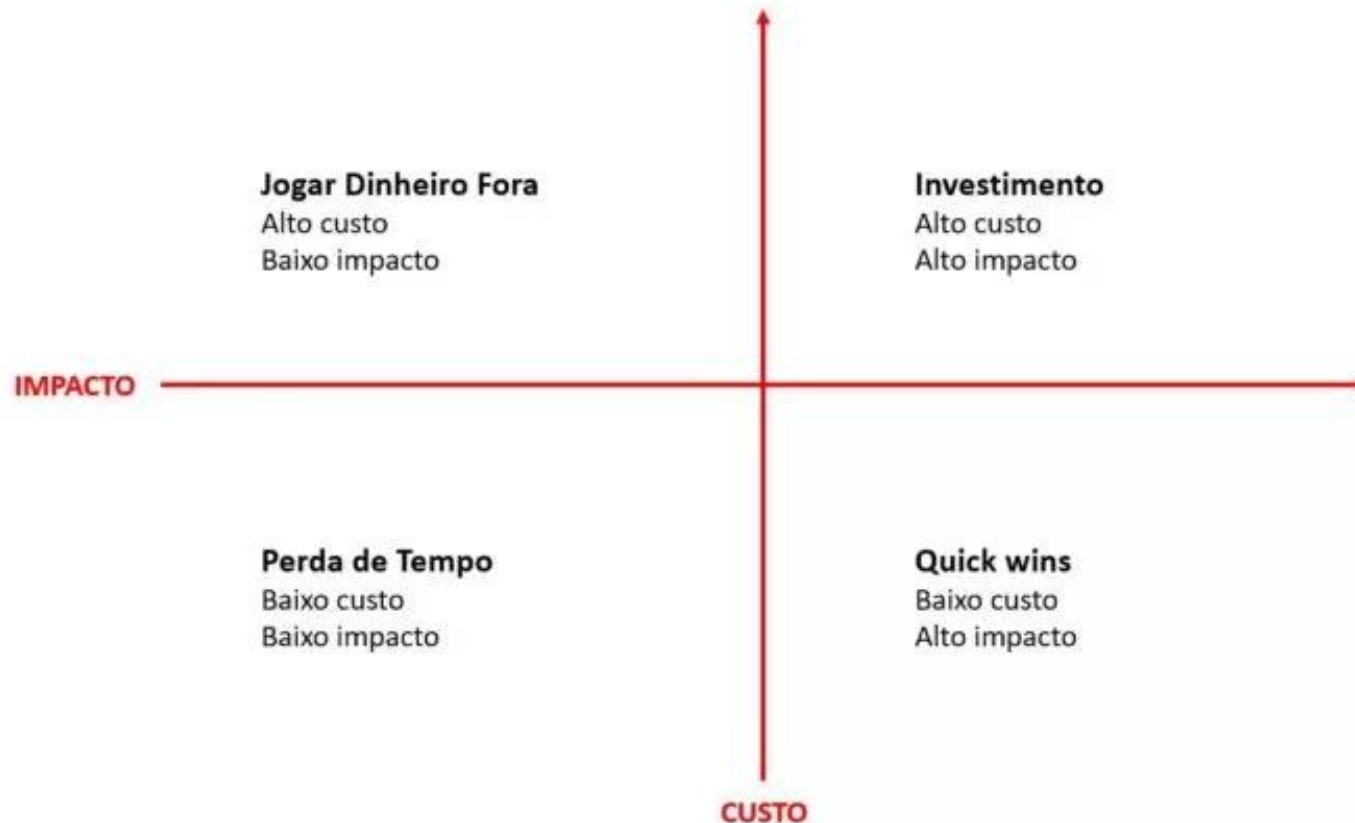 Jogar Dinheiro Fora
Alto custo
Baixo impacto
Investimento
Alto custo
Alto impacto
IMPACTO
Perda de Tempo
Baixo custo
Baixo impacto
Quick wins
Baixo custo
Alto impacto
CUSTO